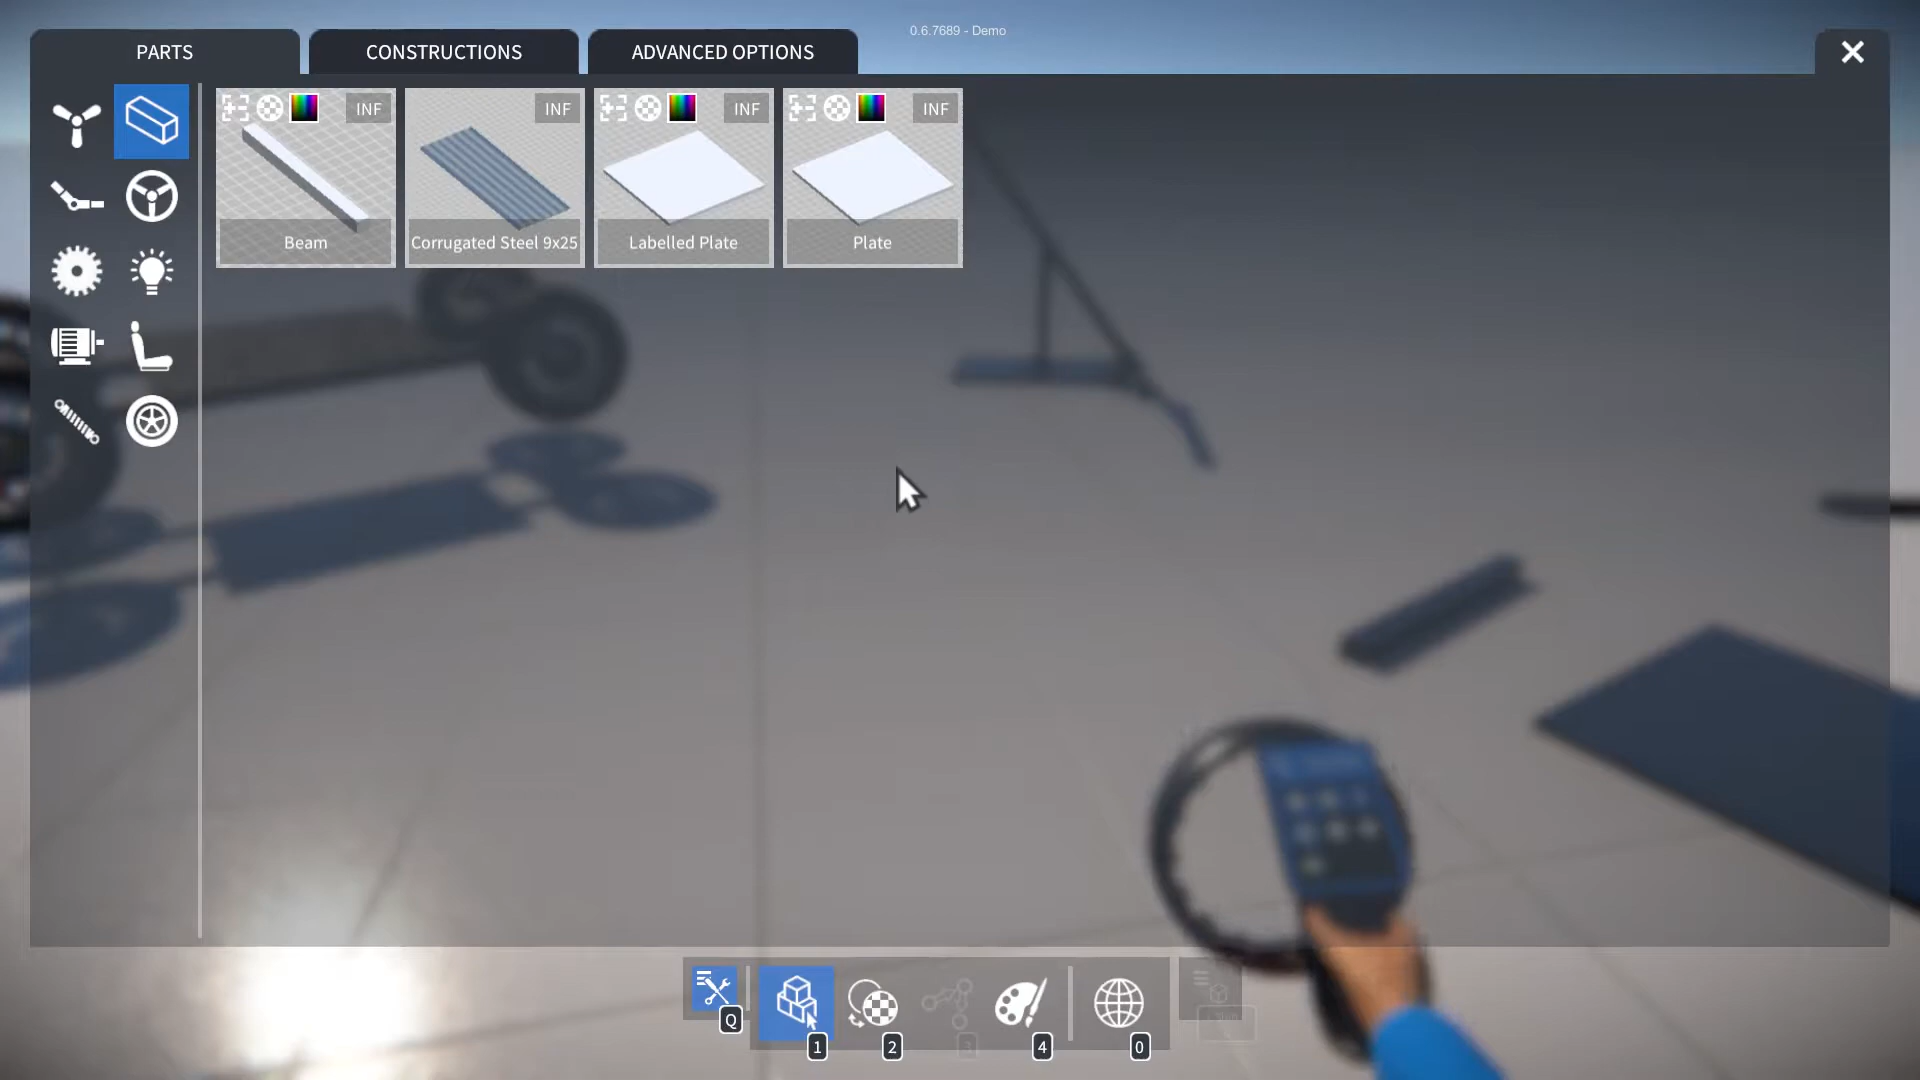 0.6.7689 - Demo
PARTS
CONSTRUCTIONS
ADVANCED OPTIONS
INF
INF
INF
INF
Beam
Corrugated Steel 9x25
Labelled Plate
Plate
Q
1
2
3
4
0